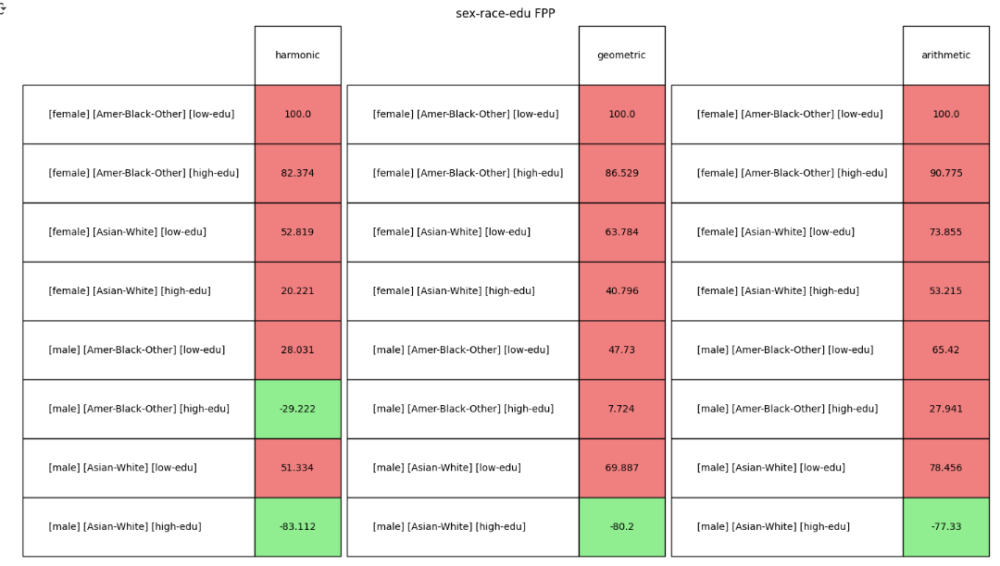 sex-race-edu FPP
harmonic geometric arithmetic
[female] [Amer-Black-Other] [low-edu] 100.0 [female] [Amer-Black-Other] [low-edu] 100.0 [female] [Amer-Black-Other] [low-edu] 100.0
[female] [Amer-Black-Other] [high-edu] 82.374 [female] [Amer-Black-Other] [high-edu] 86.529 [female] [Amer-Black-Other] [high-edu] 90.775
[female] [Asian-White] [low-edu] 52.819 [female] [Asian-White] [low-edu] 63.784 [female] [Asian-White] [low-edu] 73.855
[female] [Asian-White] [high-edu] 20.221 [female] [Asian-White] [high-edu] 40.796 [female] [Asian-White] [high-edu] 53.215
[male] [Amer-Black-Other] [low-edu] 28.031 [male] [Amer-Black-Other] [low-edu] 47.73 [male] [Amer-Black-Other] [low-edu] 65.42
[male] [Amer-Black-Other] [high-edu] -29.222 [male] [Amer-Black-Other] [high-edu] 7.724 [male] [Amer-Black-Other] [high-edu] 27.941
[male] [Asian-White] [low-edu] 51.334 [male] [Asian-White] [low-edu] 69.887 [male] [Asian-White] [low-edu] 78.456
[male] [Asian-White] [high-edu] -83.112 [male] [Asian-White] [high-edu] -80.2 [male] [Asian-White] [high-edu] -77.33